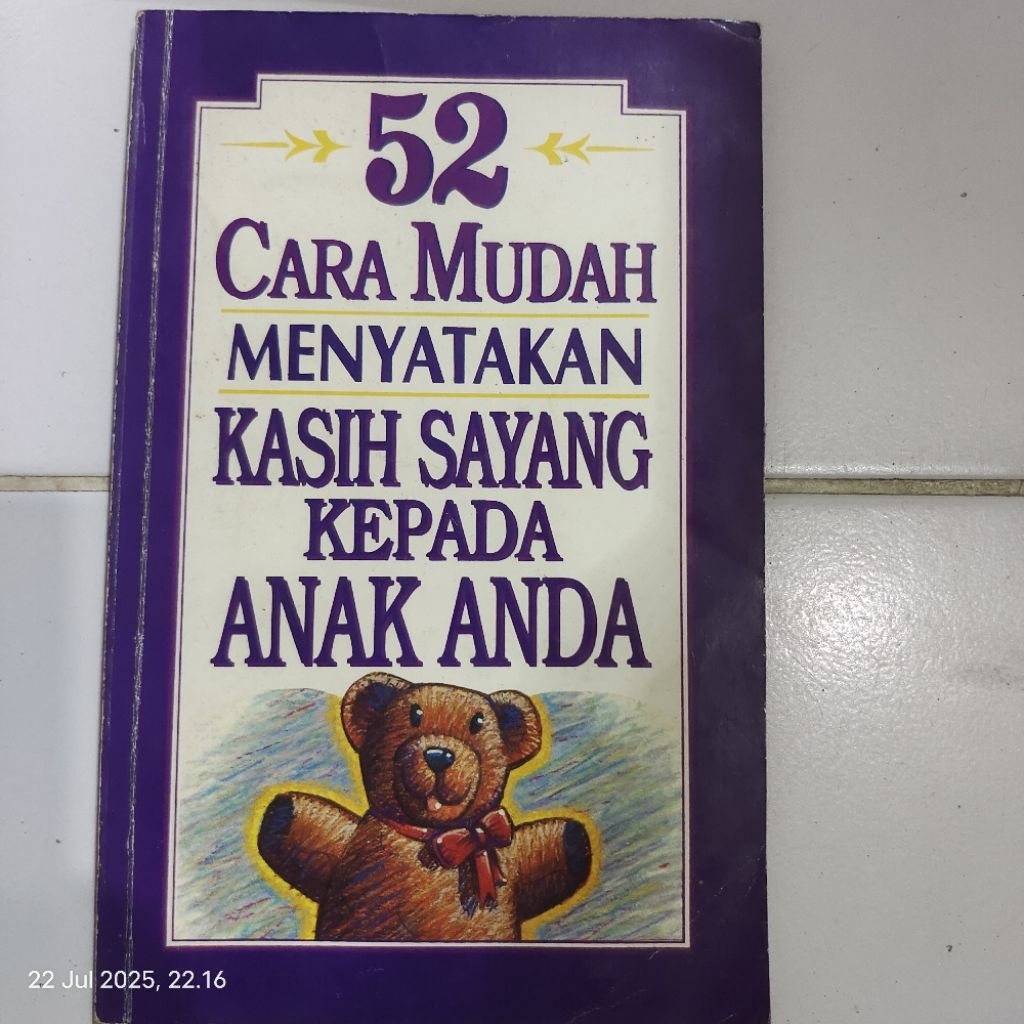 52
CARA MUDAH
MENYATAKAN
KASIH SAYANG
KEPADA
ANAK ANDA
22 Jul 2025, 22.16